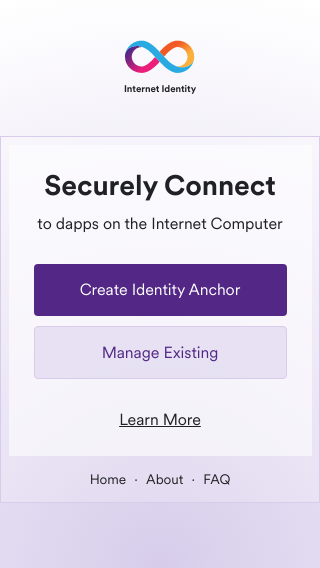 Internet Identity
Securely Connect
to dapps on the Internet Computer
Create Identity Anchor
Manage Existing
Learn More
Home · About · FAQ